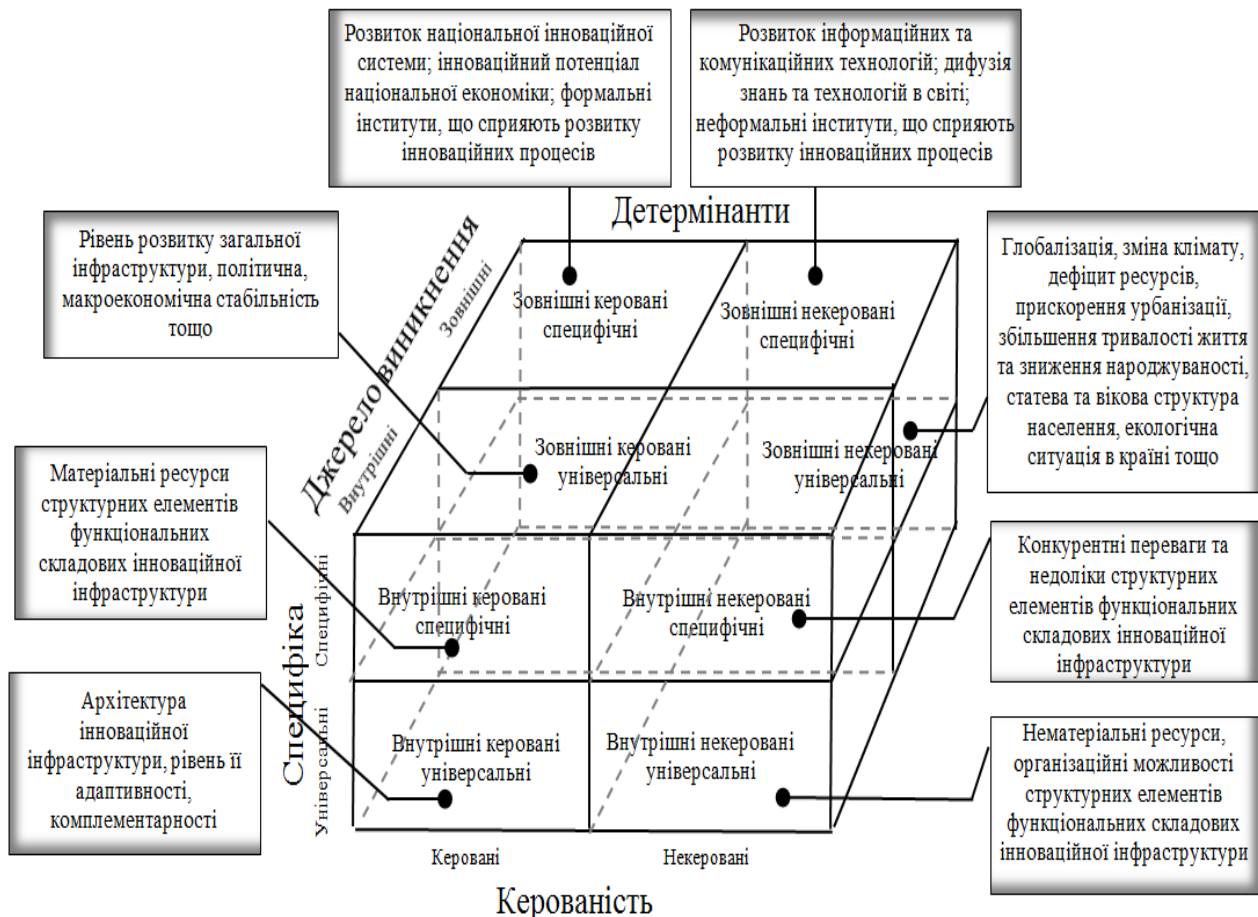 Розвиток національної інноваційної
системи; інноваційний потенціал
національної економіки; формальні
інститути, що сприяють розвитку
інноваційних процесів
Розвиток інформаційних та
комунікаційних технологій; дифузія
знань та технологій в світі;
неформальні інститути, що сприяють
розвитку інноваційних процесів
Детермінанти
Рівень розвитку загальної
інфраструктури, політична,
макроекономічна стабільність
тощо
Глобалізація, зміна клімату,
дефіцит ресурсів,
прискорення урбанізації,
збільшення тривалості життя
та зниження народжуваності,
статева та вікова структура
населення, екологічна
ситуація в країні тощо
Джерело виникнення
Зовнішні
Внутрішні
Зовнішні керовані
специфічні
Зовнішні некеровані
специфічні
Зовнішні керовані
універсальні
Зовнішні некеровані
універсальні
Матеріальні ресурси
структурних елементів
функціональних
складових інноваційної
інфраструктури
Конкурентні переваги та
недоліки структурних
елементів функціональних
складових інноваційної
інфраструктури
Специфіка
Специфічні
Універсальні
Внутрішні керовані
специфічні
Внутрішні некеровані
специфічні
Внутрішні керовані
універсальні
Внутрішні некеровані
універсальні
Архітектура
інноваційної
інфраструктури, рівень її
адаптивності,
комплементарності
Нематеріальні ресурси,
організаційні можливості
структурних елементів
функціональних складових
інноваційної інфраструктури
Керовані
Некеровані
Керованість